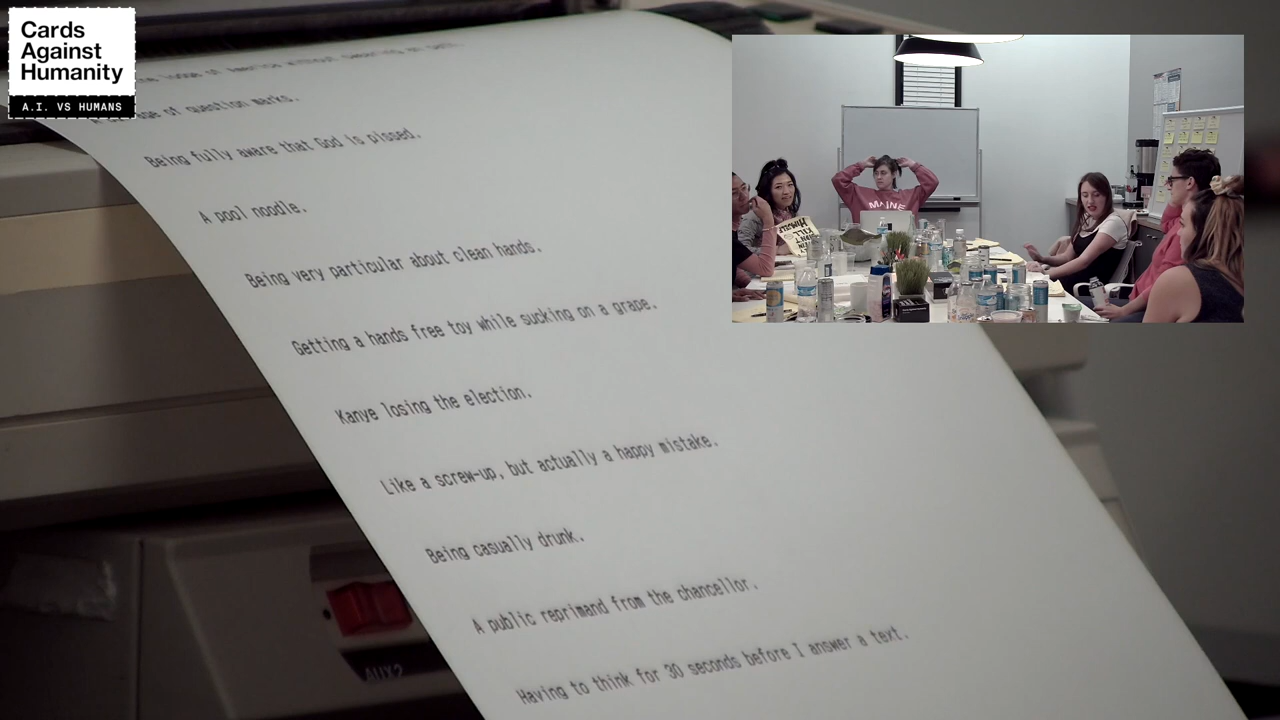 Cards
Against
Humanity
A.I. VS HUMANS
of question marks.
Being fully aware that God is pissed.
A pool noodle.
Being very particular about clean hands.
Getting a hands free toy while sucking on a grape.
Kanye losing the election.
Like a screw-up, but actually a happy mistake.
Being casually drunk.
A public reprimand from the chancellor.
Having to think for 30 seconds before I answer a text.
AUX2
MAINE